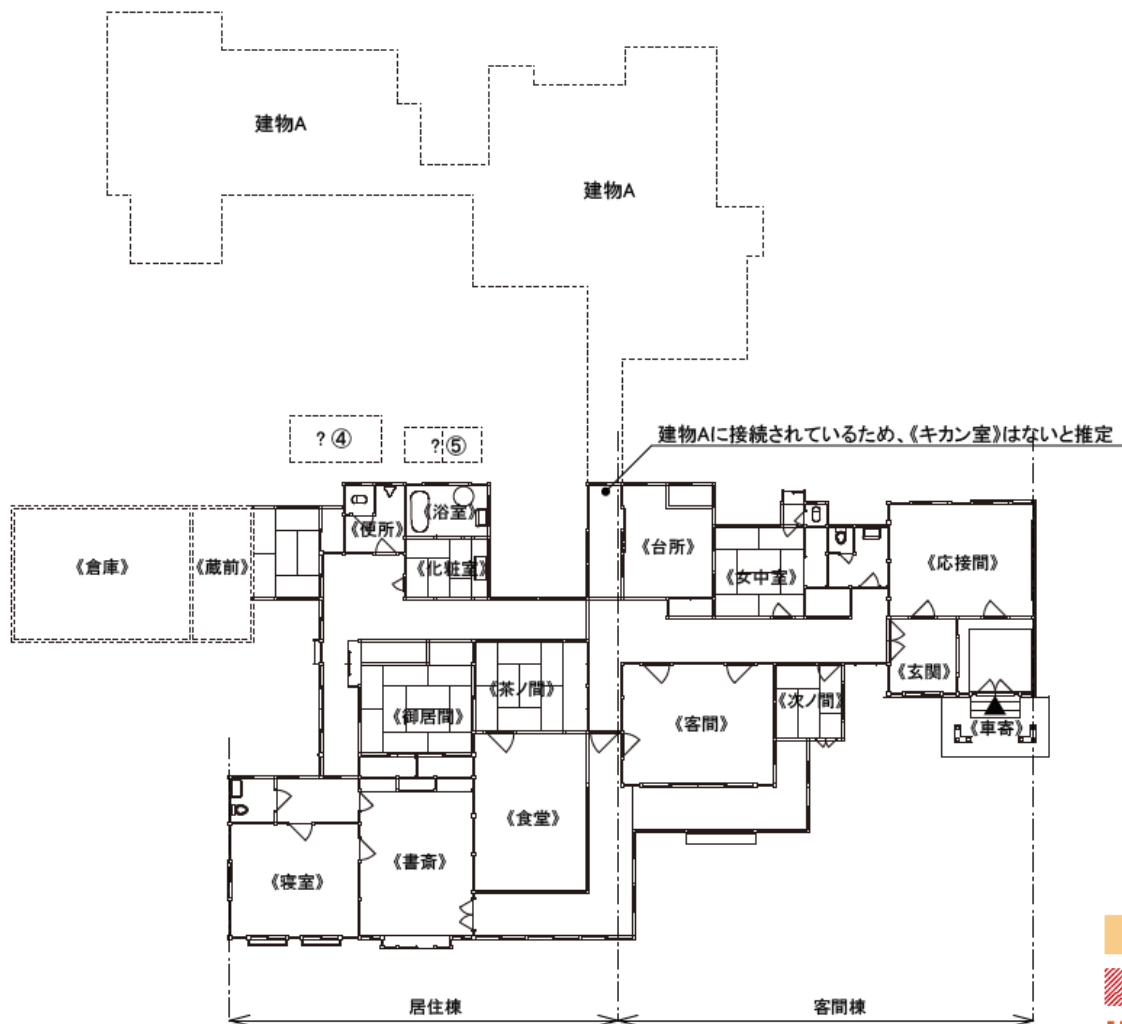 建物A
建物A
? ④
? ⑤
建物Aに接続されているため、《キカン室》はないと推定
《倉庫》
《蔵前》
《便所》
《浴室》
《化粧室》
《台所》
《女中室》
《応接間》
《玄関》
《車寄》
《御居間》
《茶ノ間》
《客間》
《次ノ間》
《食堂》
《書斎》
《寝室》
居住棟
客間棟